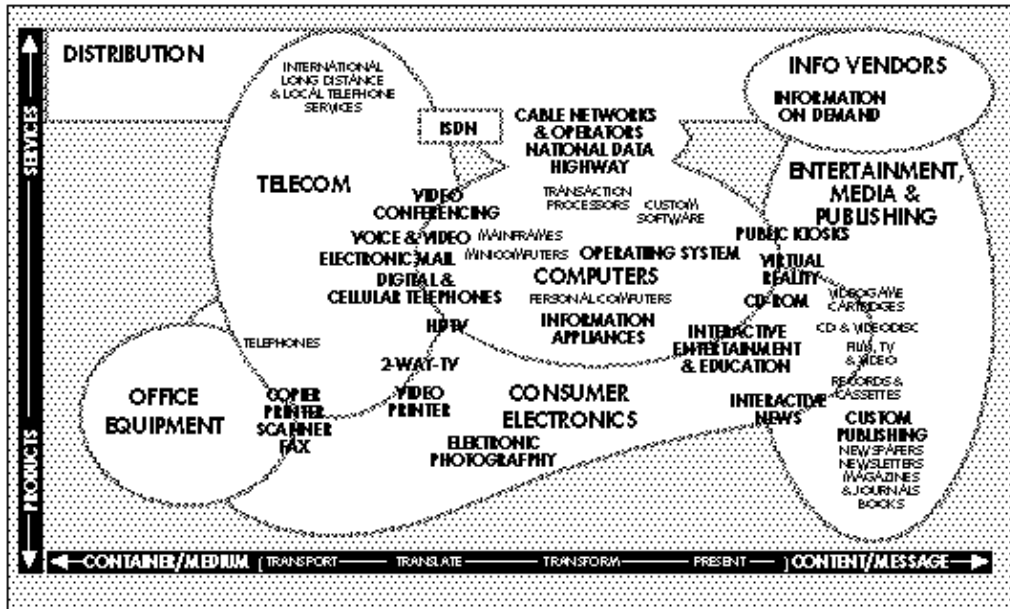 DISTRIBUTION
INTERNATIONAL
LONG DISTANCE
& LOCAL TELEPHONE
SERVICES
ISDN
CABLE NETWORKS
& OPERATORS
NATIONAL DATA
HIGHWAY
INFO VENDORS
INFORMATION
ON DEMAND
TELECOM
VIDEO
CONFERENCING
VOICE & VIDEO
ELECTRONIC MAIL
DIGITAL &
CELLULAR TELEPHONES
HDTV
2-WAY-TV
VIDEO
PRINTER
TRANSACTION
PROCESSORS
CUSTOM
SOFTWARE
MAINFRAMES
MINICOMPUTERS
OPERATING SYSTEM
COMPUTERS
PERSONAL COMPUTERS
INFORMATION
APPLIANCES
ENTERTAINMENT,
MEDIA &
PUBLISHING
PUBLIC KIOSKS
VIRTUAL
REALITY
CD-ROM
INTERACTIVE
ENTERTAINMENT
& EDUCATION
INTERACTIVE
NEWS
VIDEOGAME
CARTRIDGES
CD & VIDEODISC
FILM, TV
& VIDEO
RECORDS &
CASSETTES
CUSTOM
PUBLISHING
NEWSPAPERS
NEWSLETTERS
MAGAZINES
& JOURNALS
BOOKS
TELEPHONES
OFFICE
EQUIPMENT
COPIER
PRINTER
SCANNER
FAX
CONSUMER
ELECTRONICS
ELECTRONIC
PHOTOGRAPHY
SERVICES
PRODUCTS
CONTAINER/MEDIUM (TRANSPORT TRANSLATE TRANSFORM PRESENT) CONTENT/MESSAGE